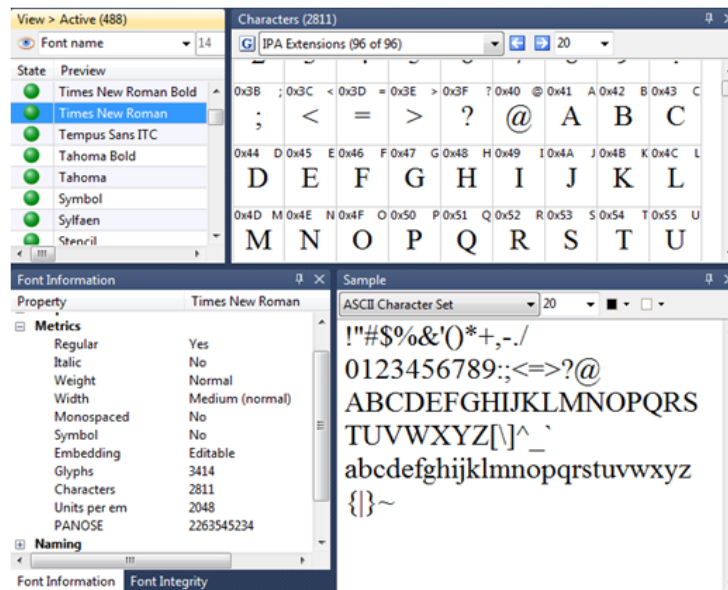 View > Active (488)
Font name
14
State Preview
Times New Roman Bold
Times New Roman
Tempus Sans ITC
Tahoma Bold
Tahoma
Symbol
Sylfaen
Stencil
Characters (2811)
G IPA Extensions (96 of 96) 20
0x3B ; 0x3C < 0x3D = 0x3E > 0x3F ? 0x40 @ 0x41 A 0x42 B 0x43 C
; < = > ? @ A B C
0x44 D 0x45 E 0x46 F 0x47 G 0x48 H 0x49 I 0x4A J 0x4B K 0x4C L
D E F G H I J K L
0x4D M 0x4E N 0x4F O 0x50 P 0x51 Q 0x52 R 0x53 S 0x54 T 0x55 U
M N O P Q R S T U
Font Information
Property Times New Roman
Metrics
Regular Yes
Italic No
Weight Normal
Width Medium (normal)
Monospaced No
Symbol No
Embedding Editable
Glyphs 3414
Characters 2811
Units per em 2048
PANOSE 2263545234
Naming
Font Information Font Integrity
Sample
ASCII Character Set 20
!"#$%&'()*+,-./
0123456789:;<=>?@
ABCDEFGHIJKLMNOPQRS
TUVWXYZ[\]^_`
abcdefghijklmnopqrstuvwxyz
{|}~